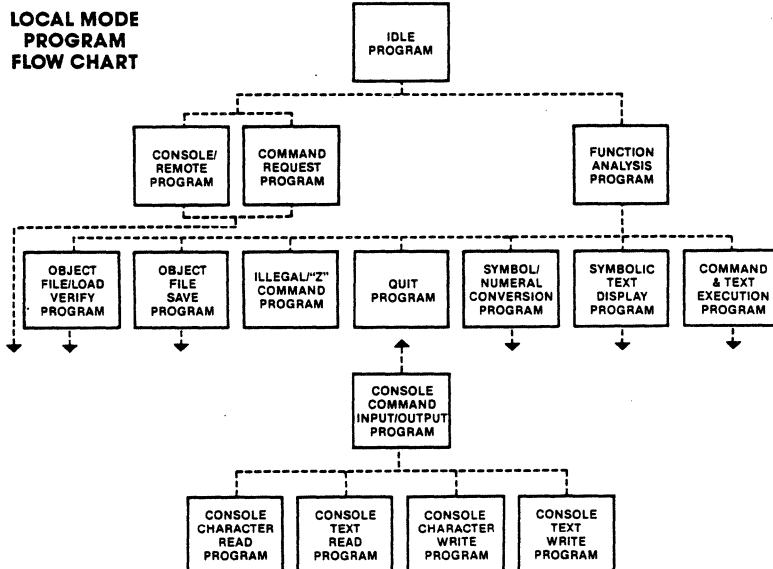 LOCAL MODE
PROGRAM
FLOW CHART
IDLE
PROGRAM
CONSOLE/
REMOTE
PROGRAM
COMMAND
REQUEST
PROGRAM
FUNCTION
ANALYSIS
PROGRAM
OBJECT
FILE/LOAD
VERIFY
PROGRAM
OBJECT
FILE
SAVE
PROGRAM
ILLEGAL/"Z"
COMMAND
PROGRAM
QUIT
PROGRAM
SYMBOL/
NUMERAL
CONVERSION
PROGRAM
SYMBOLIC
TEXT
DISPLAY
PROGRAM
COMMAND
& TEXT
EXECUTION
PROGRAM
CONSOLE
COMMAND
INPUT/OUTPUT
PROGRAM
CONSOLE
CHARACTER
READ
PROGRAM
CONSOLE
TEXT
READ
PROGRAM
CONSOLE
CHARACTER
WRITE
PROGRAM
CONSOLE
TEXT
WRITE
PROGRAM